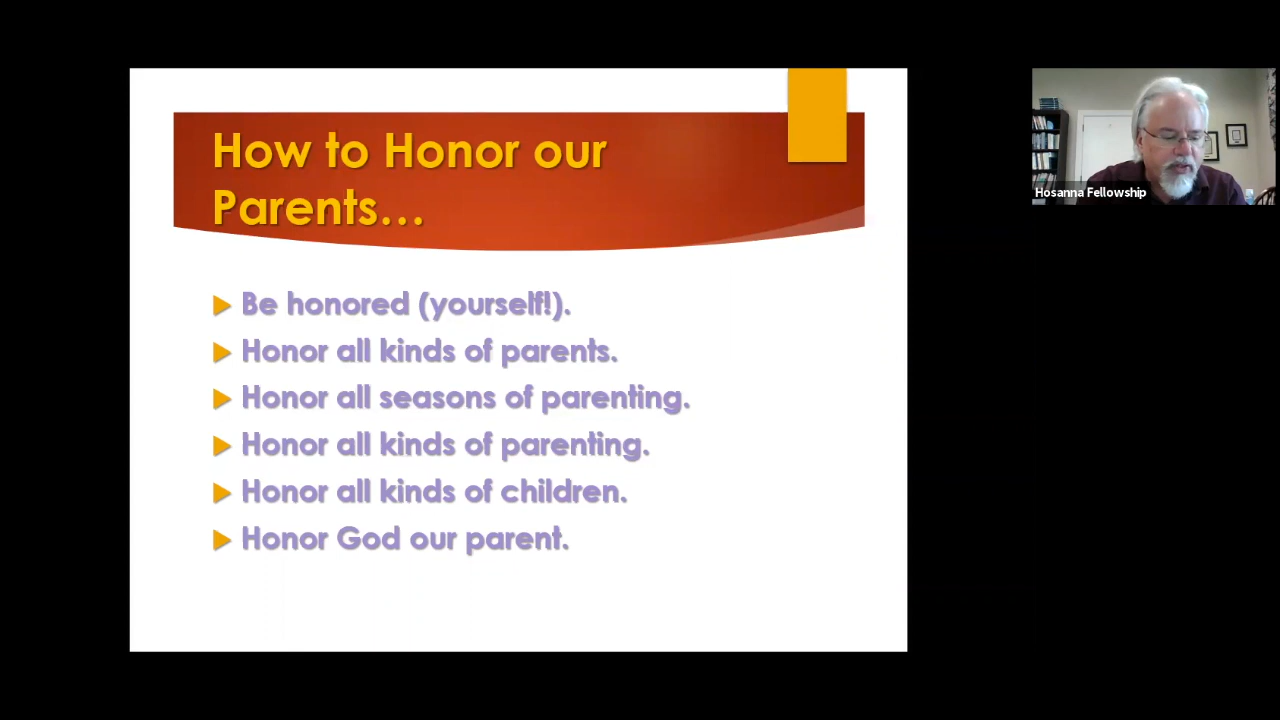 How to Honor our
Parents…
Be honored (yourself!).
Honor all kinds of parents.
Honor all seasons of parenting.
Honor all kinds of parenting.
Honor all kinds of children.
Honor God our parent.
Hosanna Fellowship